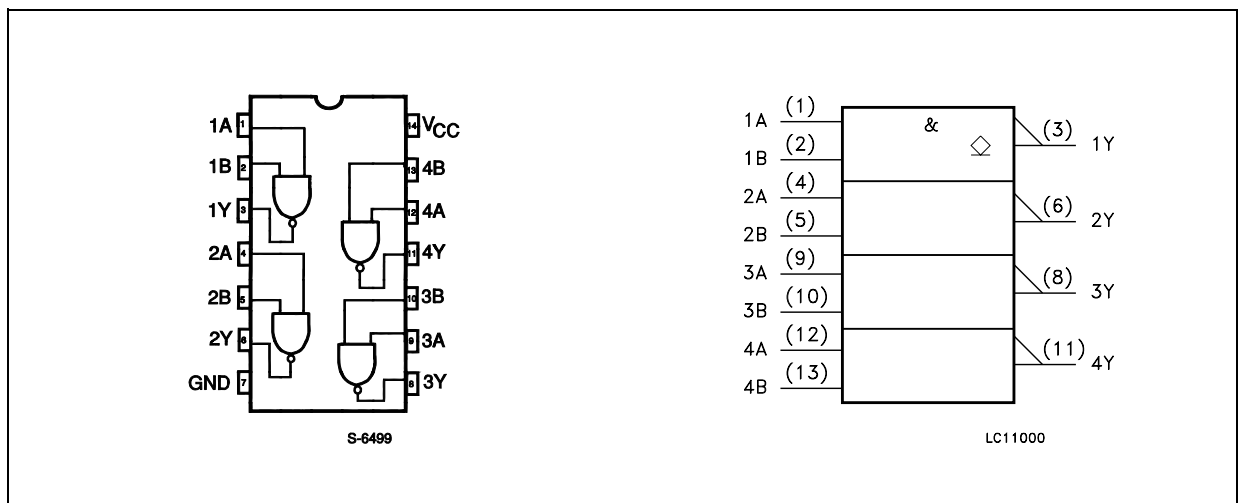 1A 1 14 VCC
1B 2 13 4B
1Y 3 12 4A
2A 4 11 4Y
2B 5 10 3B
2Y 6 9 3A
GND 7 8 3Y
S-6499
1A (1) & (3) 1Y
1B (2)
2A (4) (6) 2Y
2B (5)
3A (9) (8) 3Y
3B (10)
4A (12) (11) 4Y
4B (13)
LC11000